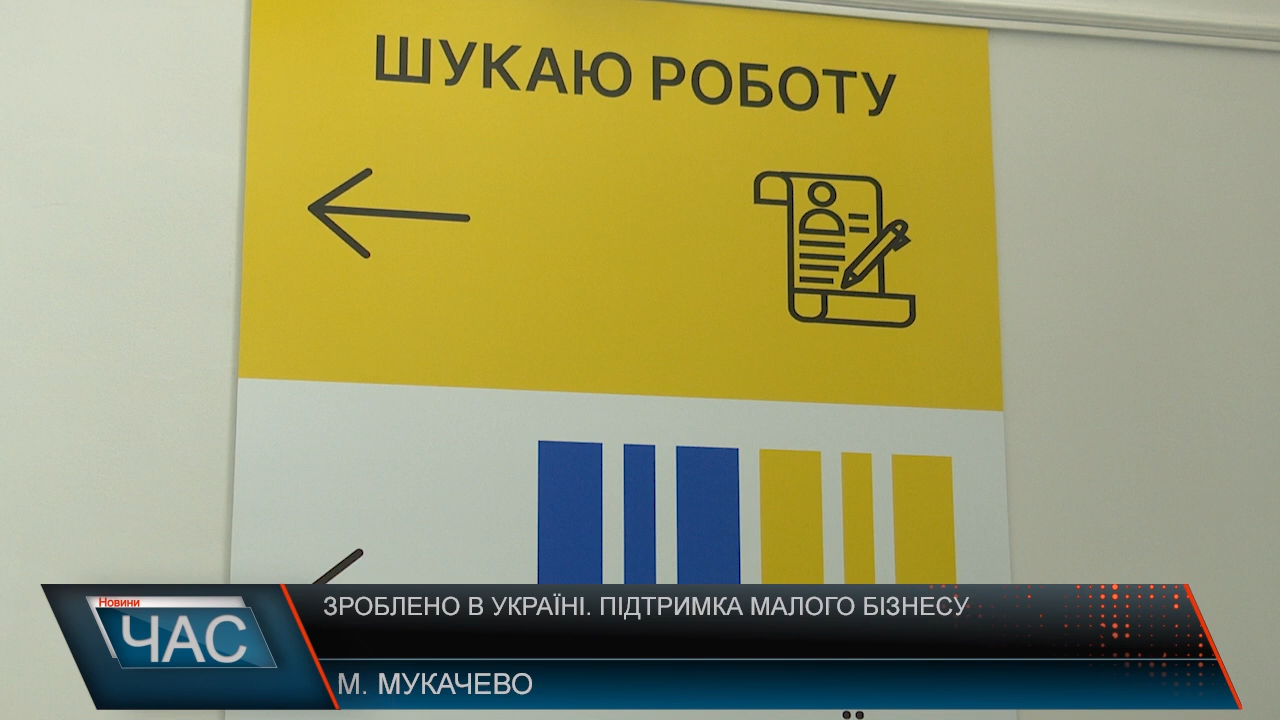 ШУКАЮ РОБОТУ
Новини
ЧАС
ЗРОБЛЕНО В УКРАЇНІ. ПІДТРИМКА МАЛОГО БІЗНЕСУ
М. МУКАЧЕВО